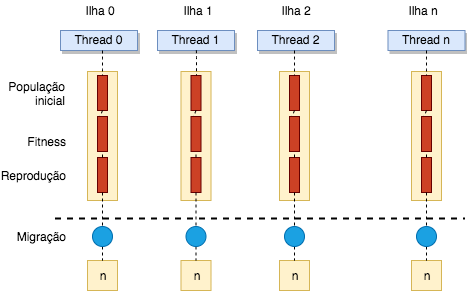 Ilha 0 Ilha 1 Ilha 2 Ilha n
Thread 0 Thread 1 Thread 2 Thread n
População
inicial
Fitness
Reprodução
Migração
n n n n